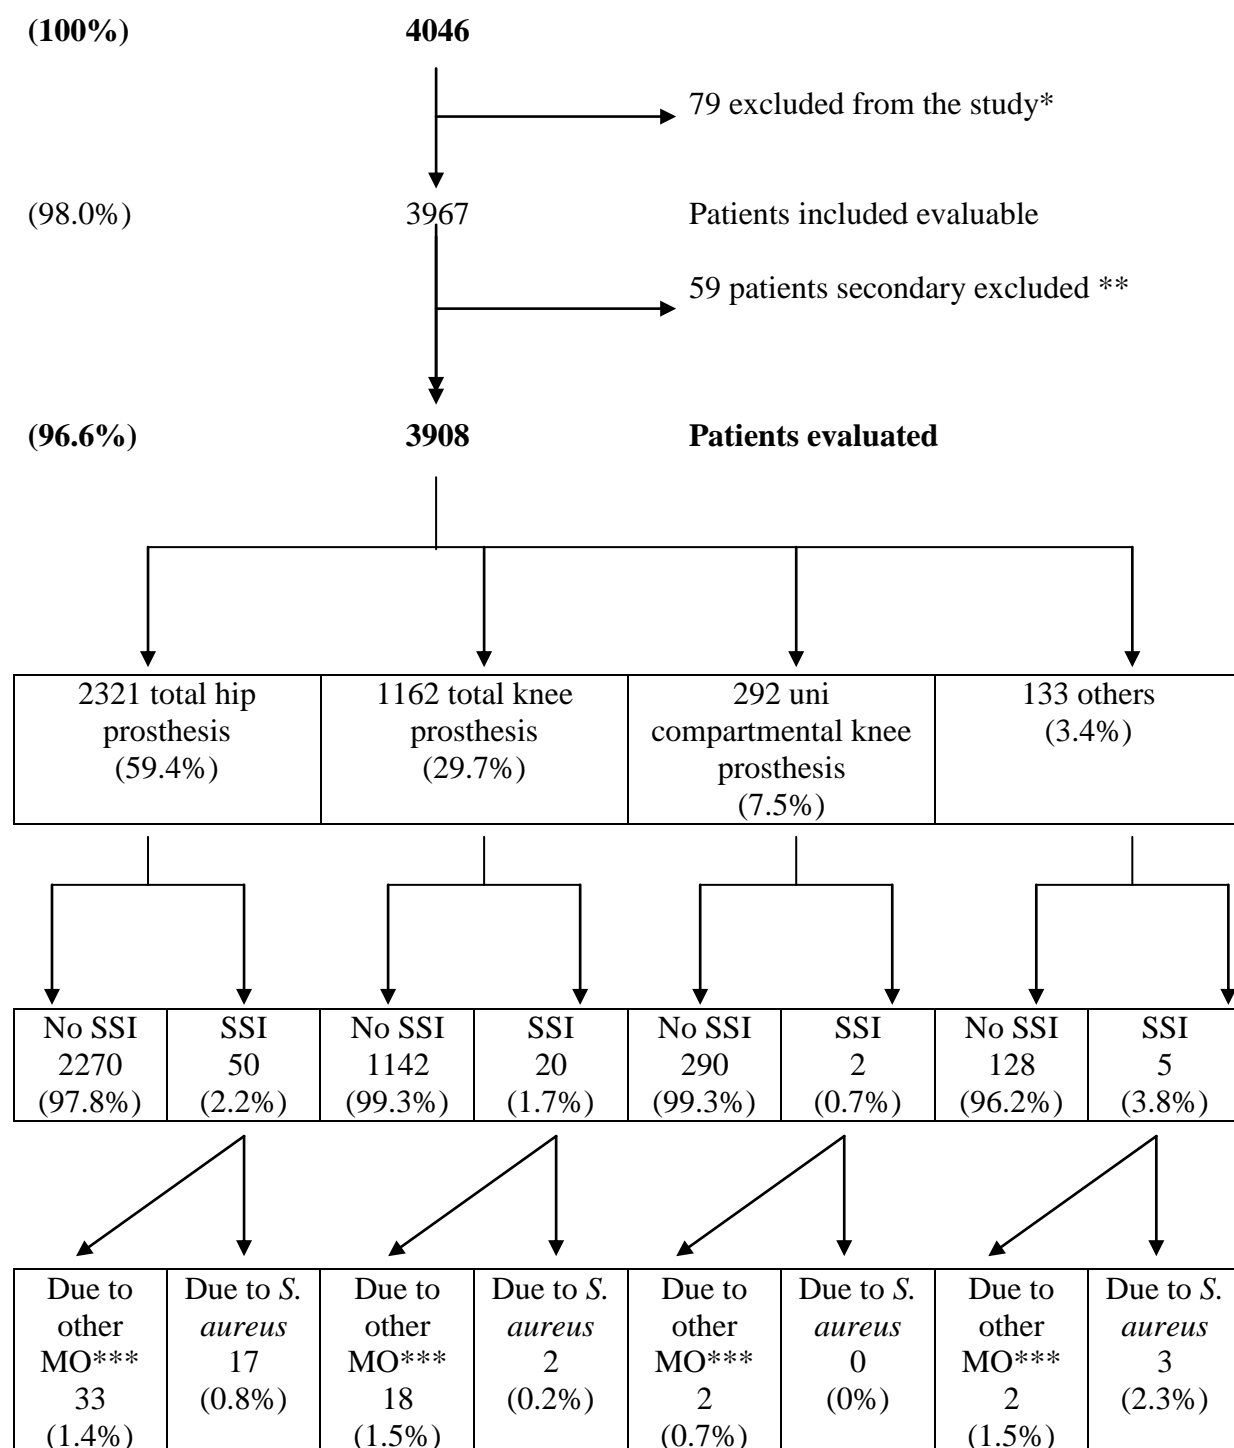 (100%) 4046
79 excluded from the study*
(98.0%) 3967 Patients included evaluable
59 patients secondary excluded **
(96.6%) 3908 Patients evaluated
2321 total hip
prosthesis
(59.4%)
1162 total knee
prosthesis
(29.7%)
292 uni
compartmental knee
prosthesis
(7.5%)
133 others
(3.4%)
No SSI
2270
(97.8%)
SSI
50
(2.2%)
No SSI
1142
(99.3%)
SSI
20
(1.7%)
No SSI
290
(99.3%)
SSI
2
(0.7%)
No SSI
128
(96.2%)
SSI
5
(3.8%)
Due to
other
MO***
33
(1.4%)
Due to S.
aureus
17
(0.8%)
Due to
other
MO***
18
(1.5%)
Due to S.
aureus
2
(0.2%)
Due to
other
MO***
2
(0.7%)
Due to S.
aureus
0
(0%)
Due to
other
MO***
2
(1.5%)
Due to S.
aureus
3
(2.3%)